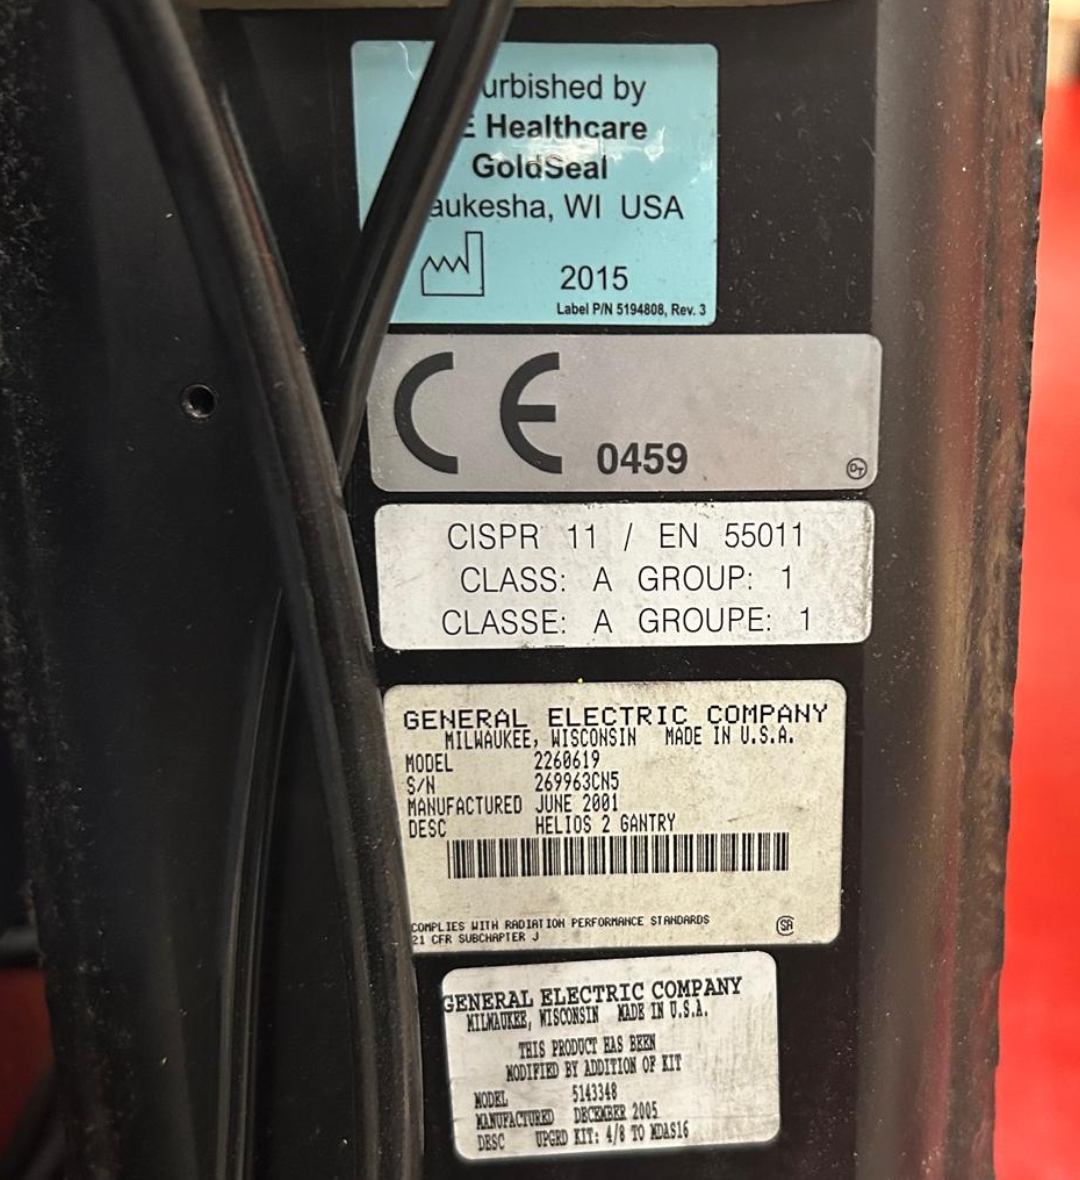 urbished by
E Healthcare
GoldSeal
aukesha, WI USA
2015
Label P/N 5194808, Rev. 3
CE 0459
CISPR 11 / EN 55011
CLASS: A GROUP: 1
CLASSE: A GROUPE: 1
GENERAL ELECTRIC COMPANY
MILWAUKEE, WISCONSIN MADE IN U.S.A.
MODEL 2260619
S/N 269963CN5
MANUFACTURED JUNE 2001
DESC HELIOS 2 GANTRY
COMPLIES WITH RADIATION PERFORMANCE STANDARDS
21 CFR SUBCHAPTER J
GENERAL ELECTRIC COMPANY
MILWAUKEE, WISCONSIN MADE IN U.S.A.
THIS PRODUCT HAS BEEN
MODIFIED BY ADDITION OF KIT
MODEL 5143348
MANUFACTURED DECEMBER 2005
DESC UPGRD KIT: 4/8 TO MDAS16